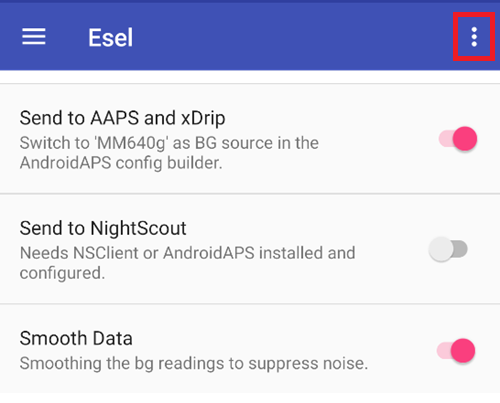 Esel
Send to AAPS and xDrip
Switch to 'MM640g' as BG source in the
AndroidAPS config builder.
Send to NightScout
Needs NSClient or AndroidAPS installed and
configured.
Smooth Data
Smoothing the bg readings to suppress noise.